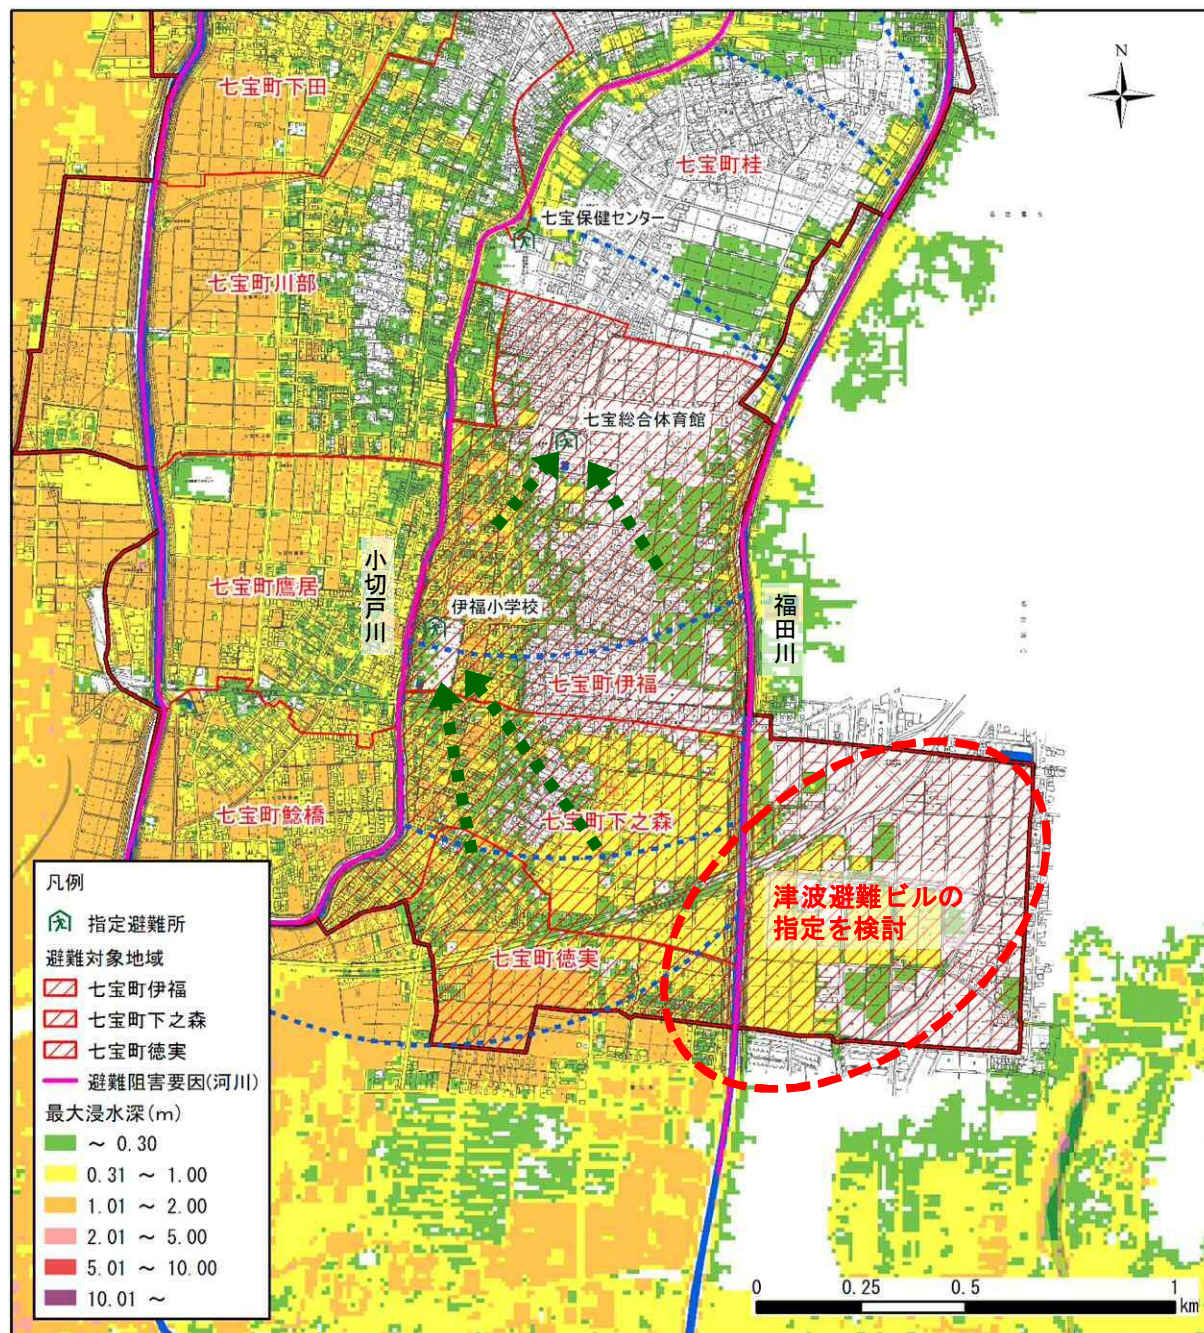 N
七宝町下田
七宝町桂
七宝保健センター
七宝町川部
七宝総合体育館
小切戸川
七宝町鷹居
伊福小学校
福田川
七宝町伊福
七宝町鯰橋
七宝町下之森
津波避難ビルの
指定を検討
七宝町徳実
凡例
指定避難所
避難対象地域
七宝町伊福
七宝町下之森
七宝町徳実
避難阻害要因(河川)
最大浸水深(m)
～ 0.30
0.31 ～ 1.00
1.01 ～ 2.00
2.01 ～ 5.00
5.01 ～ 10.00
10.01 ～
0 0.25 0.5 1
km